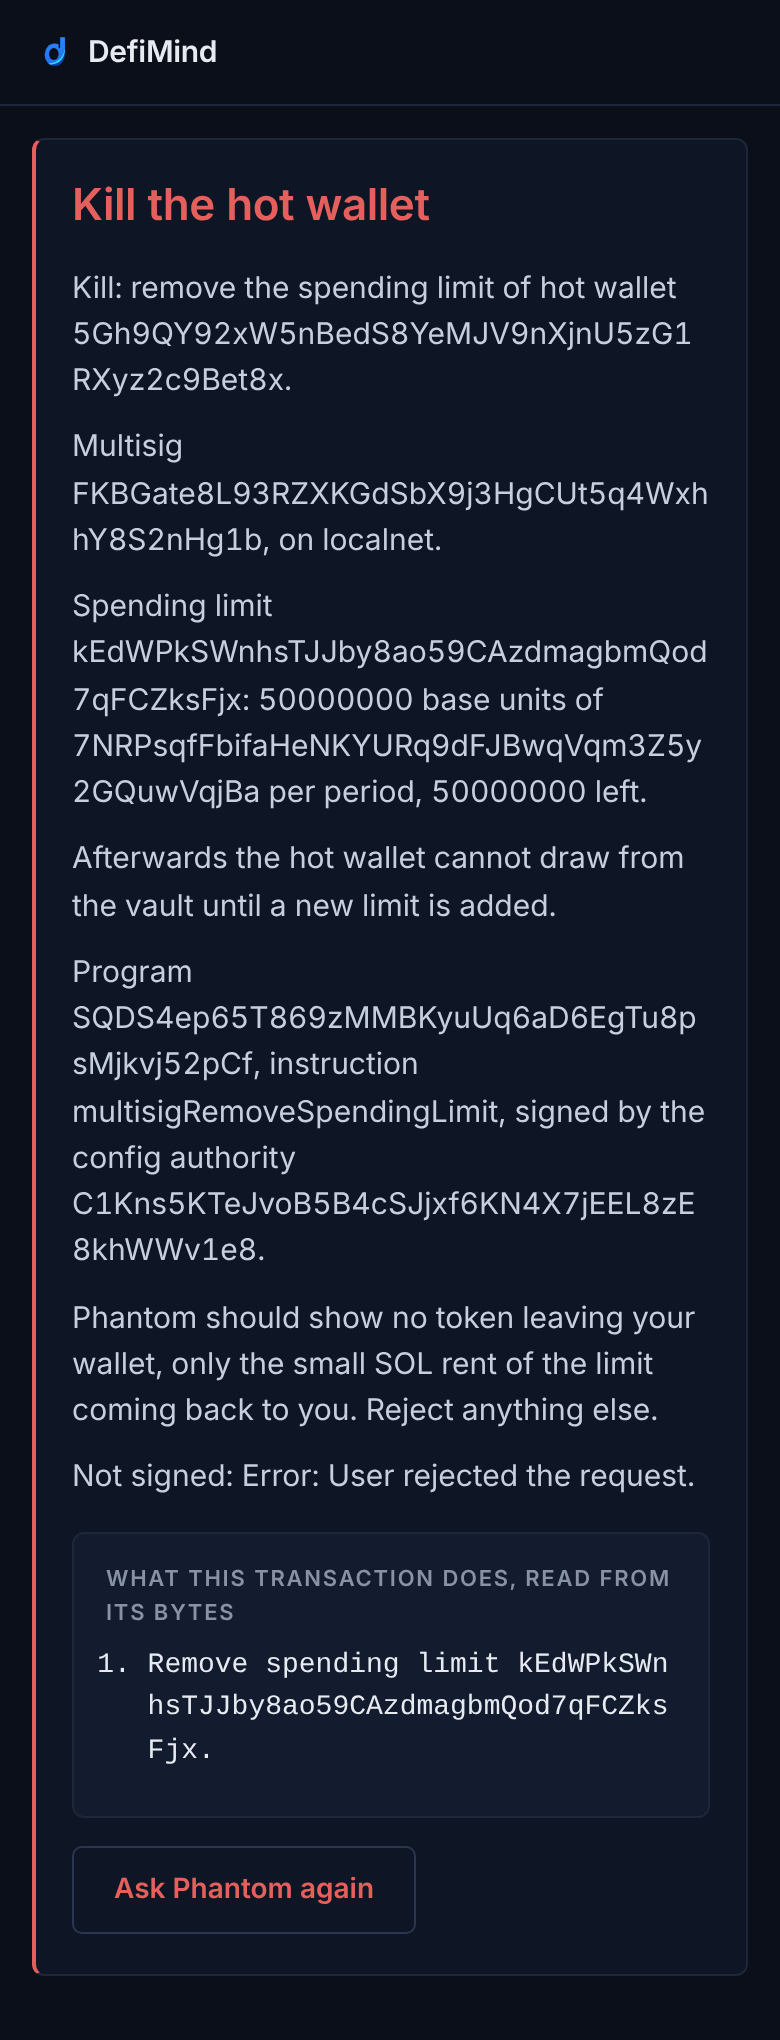 DefiMind
Kill the hot wallet
Kill: remove the spending limit of hot wallet
5Gh9QY92xW5nBedS8YeMJV9nXjnU5zG1
RXyz2c9Bet8x.
Multisig
FKBGate8L93RZXKGdSbX9j3HgCUt5q4Wxh
hY8S2nHg1b, on localnet.
Spending limit
kEdWPkSWnhsTJJby8ao59CAzdmagbmQod
7qFCZksFjx: 50000000 base units of
7NRPsqfFbifaHeNKYURq9dFJBwqVqm3Z5y
2GQuwVqjBa per period, 50000000 left.
Afterwards the hot wallet cannot draw from
the vault until a new limit is added.
Program
SQDS4ep65T869zMMBKyuUq6aD6EgTu8p
sMjkvj52pCf, instruction
multisigRemoveSpendingLimit, signed by the
config authority
C1Kns5KTeJvoB5B4cSJjxf6KN4X7jEEL8zE
8khWWv1e8.
Phantom should show no token leaving your
wallet, only the small SOL rent of the limit
coming back to you. Reject anything else.
Not signed: Error: User rejected the request.
WHAT THIS TRANSACTION DOES, READ FROM
ITS BYTES
1. Remove spending limit kEdWPkSWn
hsTJJby8ao59CAzdmagbmQod7qFCZks
Fjx.
Ask Phantom again